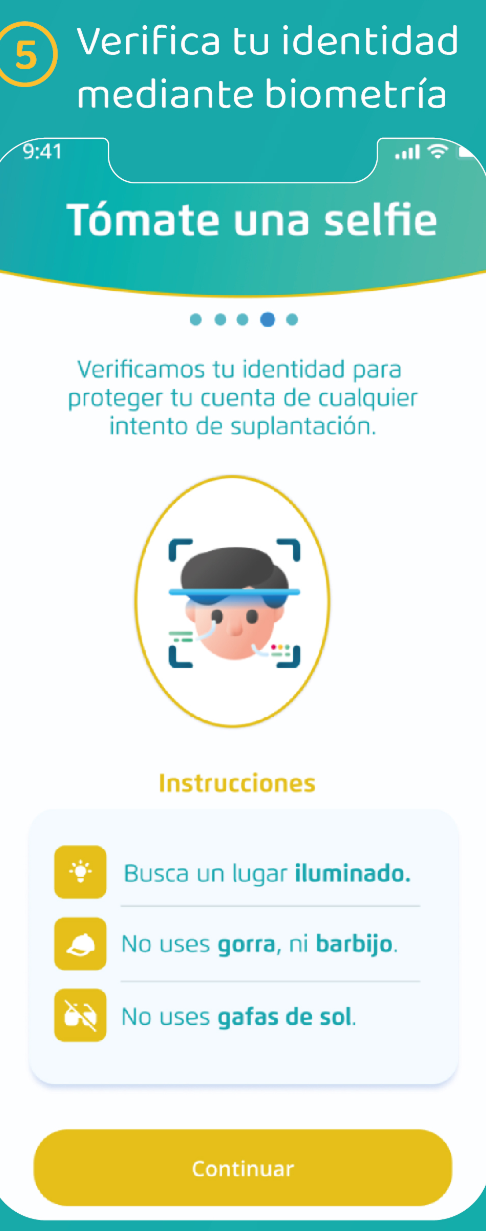 5
Verifica tu identidad
mediante biometría
9:41
Tómate una selfie
Verificamos tu identidad para
proteger tu cuenta de cualquier
intento de suplantación.
Instrucciones
Busca un lugar iluminado.
No uses gorra, ni barbijo.
No uses gafas de sol.
Continuar